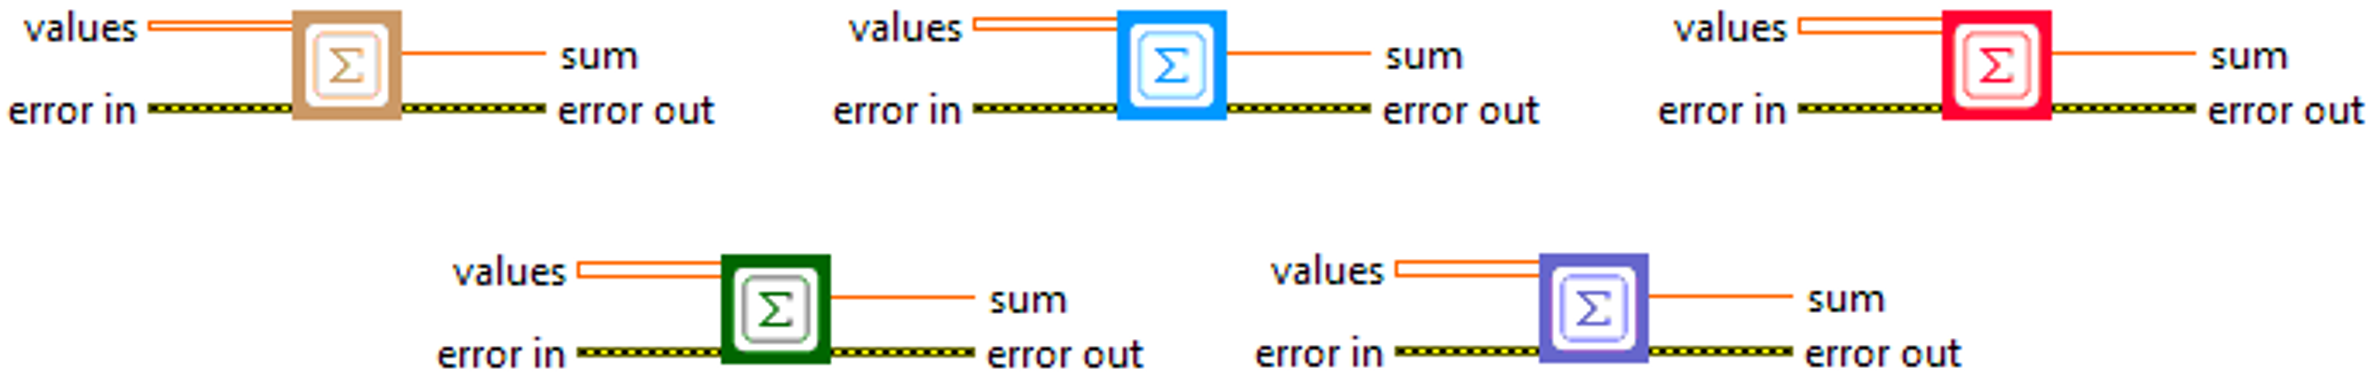 values values values
Σ Σ Σ
sum sum sum
error in error out error in error out error in error out
values values
Σ Σ
sum sum
error in error out error in error out